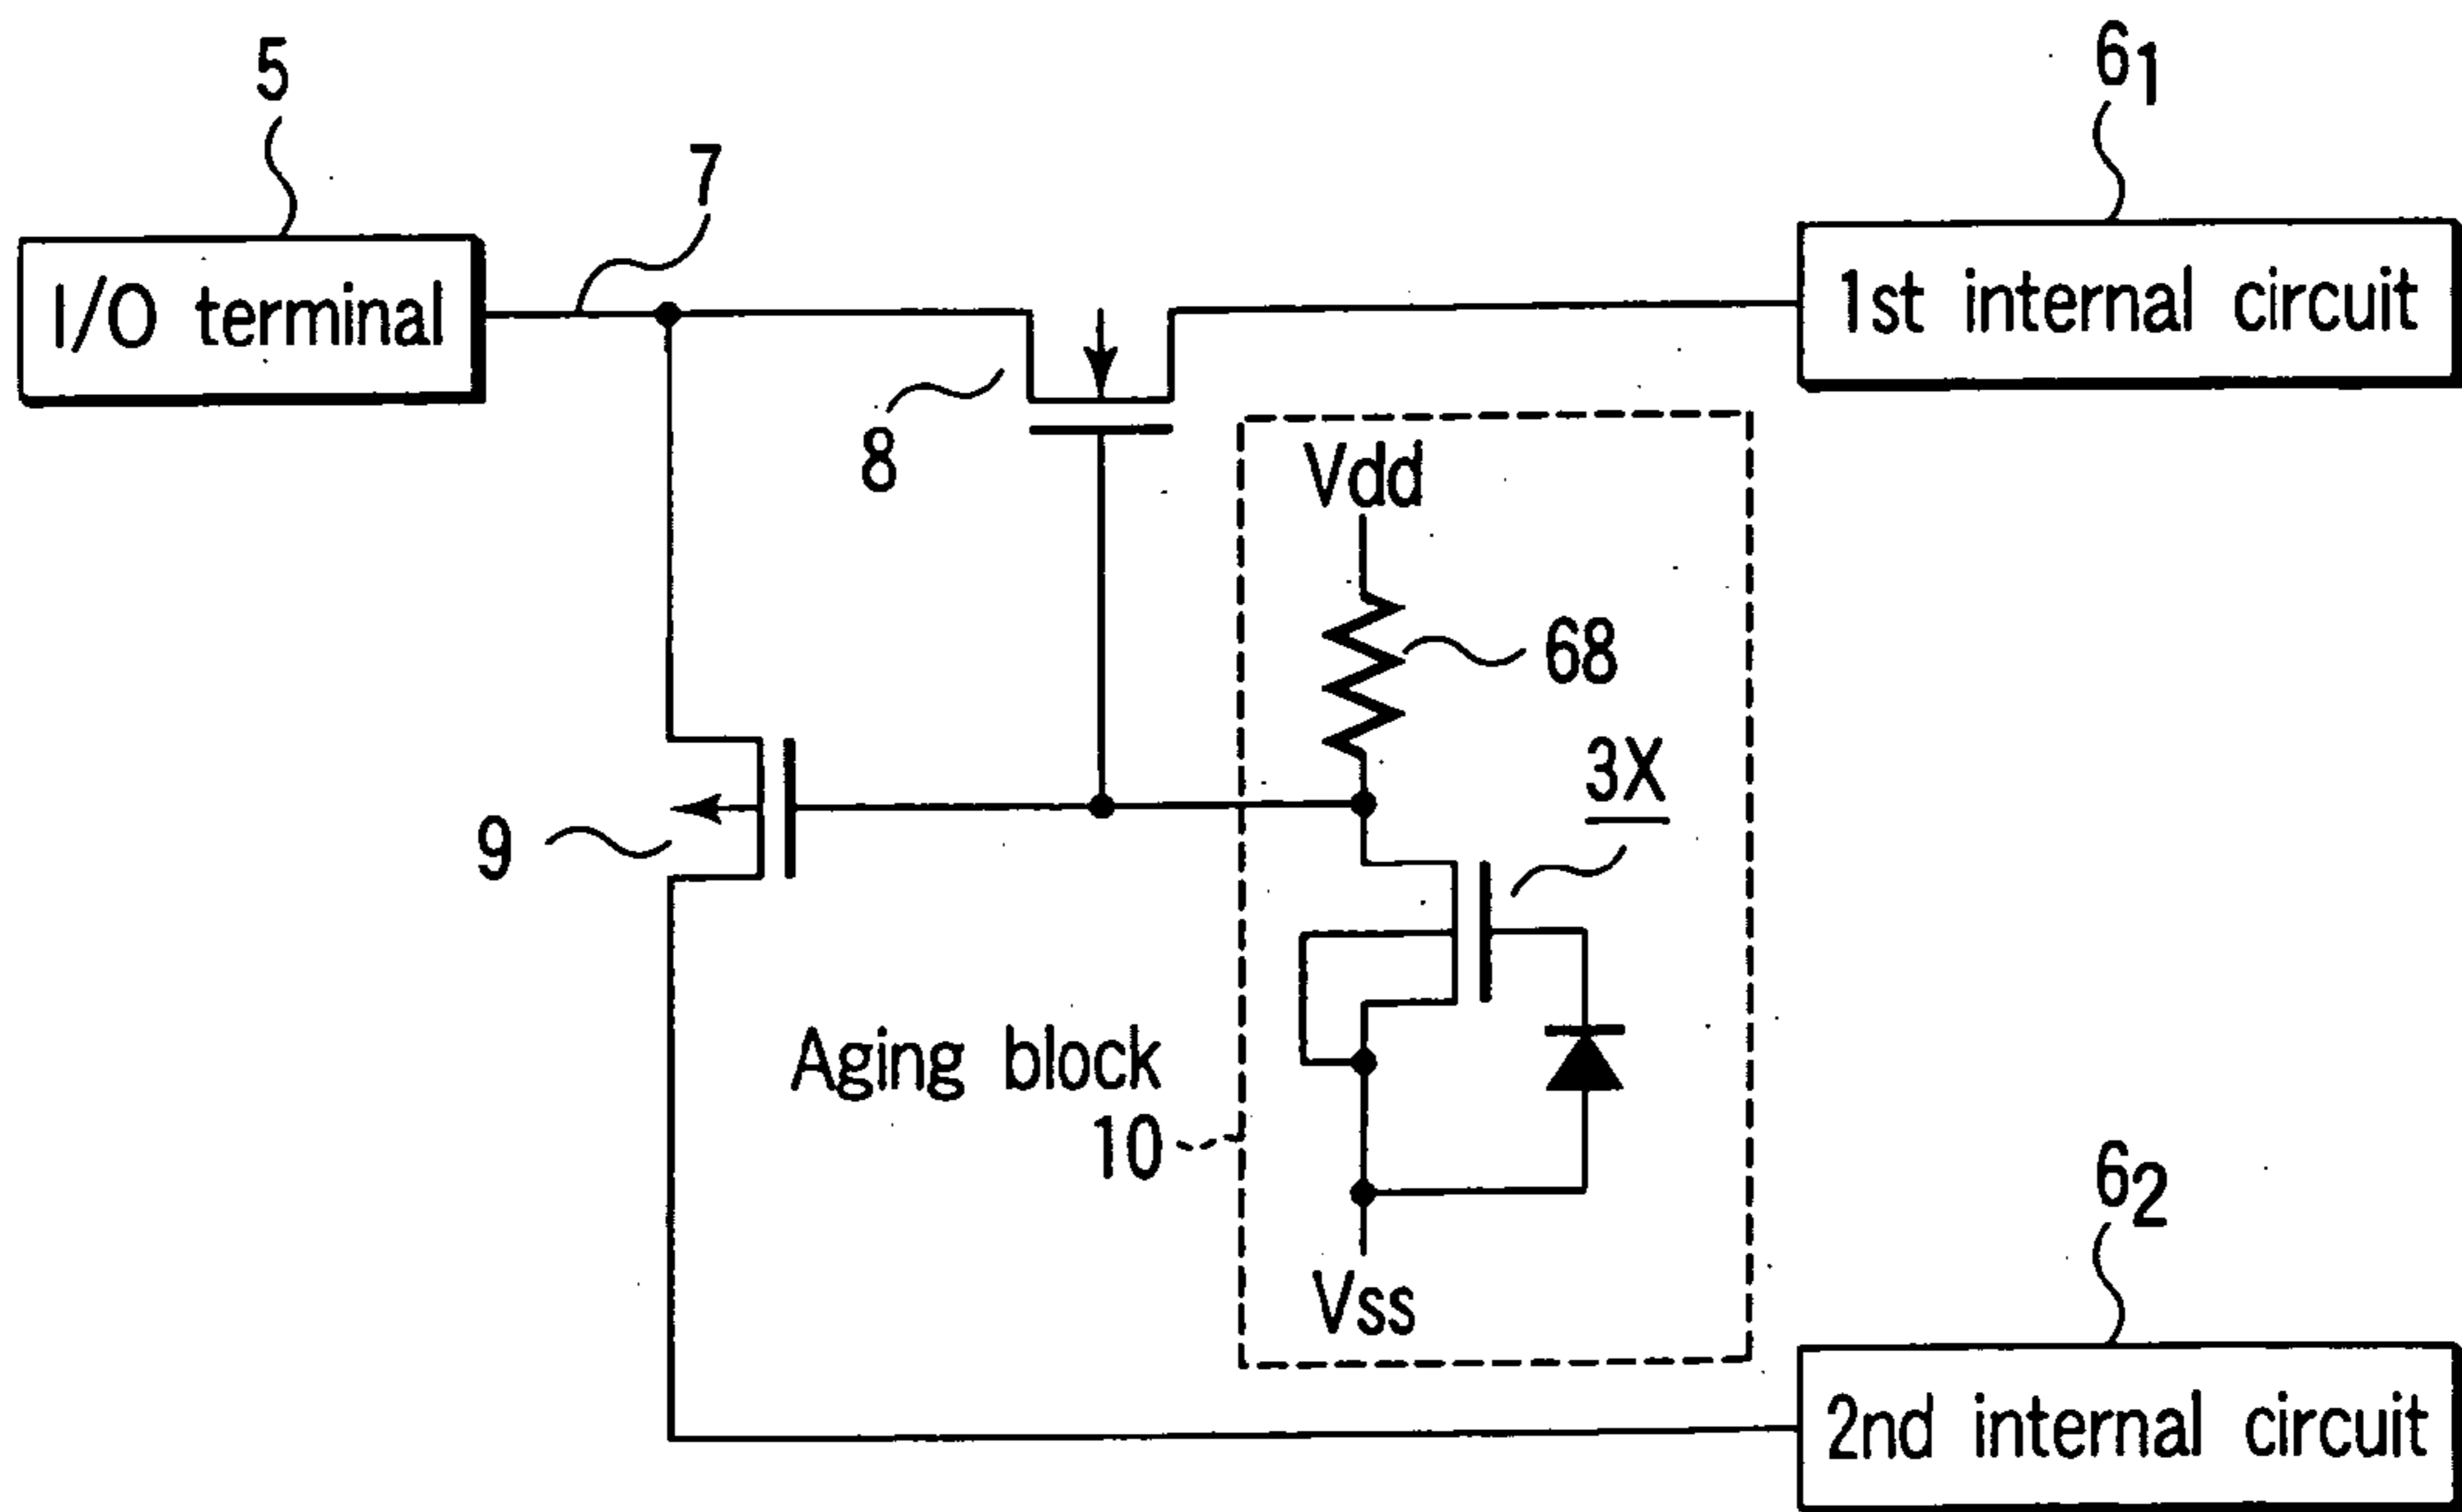 5
6₁
7
I/O terminal
1st internal circuit
8
Vdd
68
3X
9
Aging block
10
6₂
Vss
2nd internal circuit